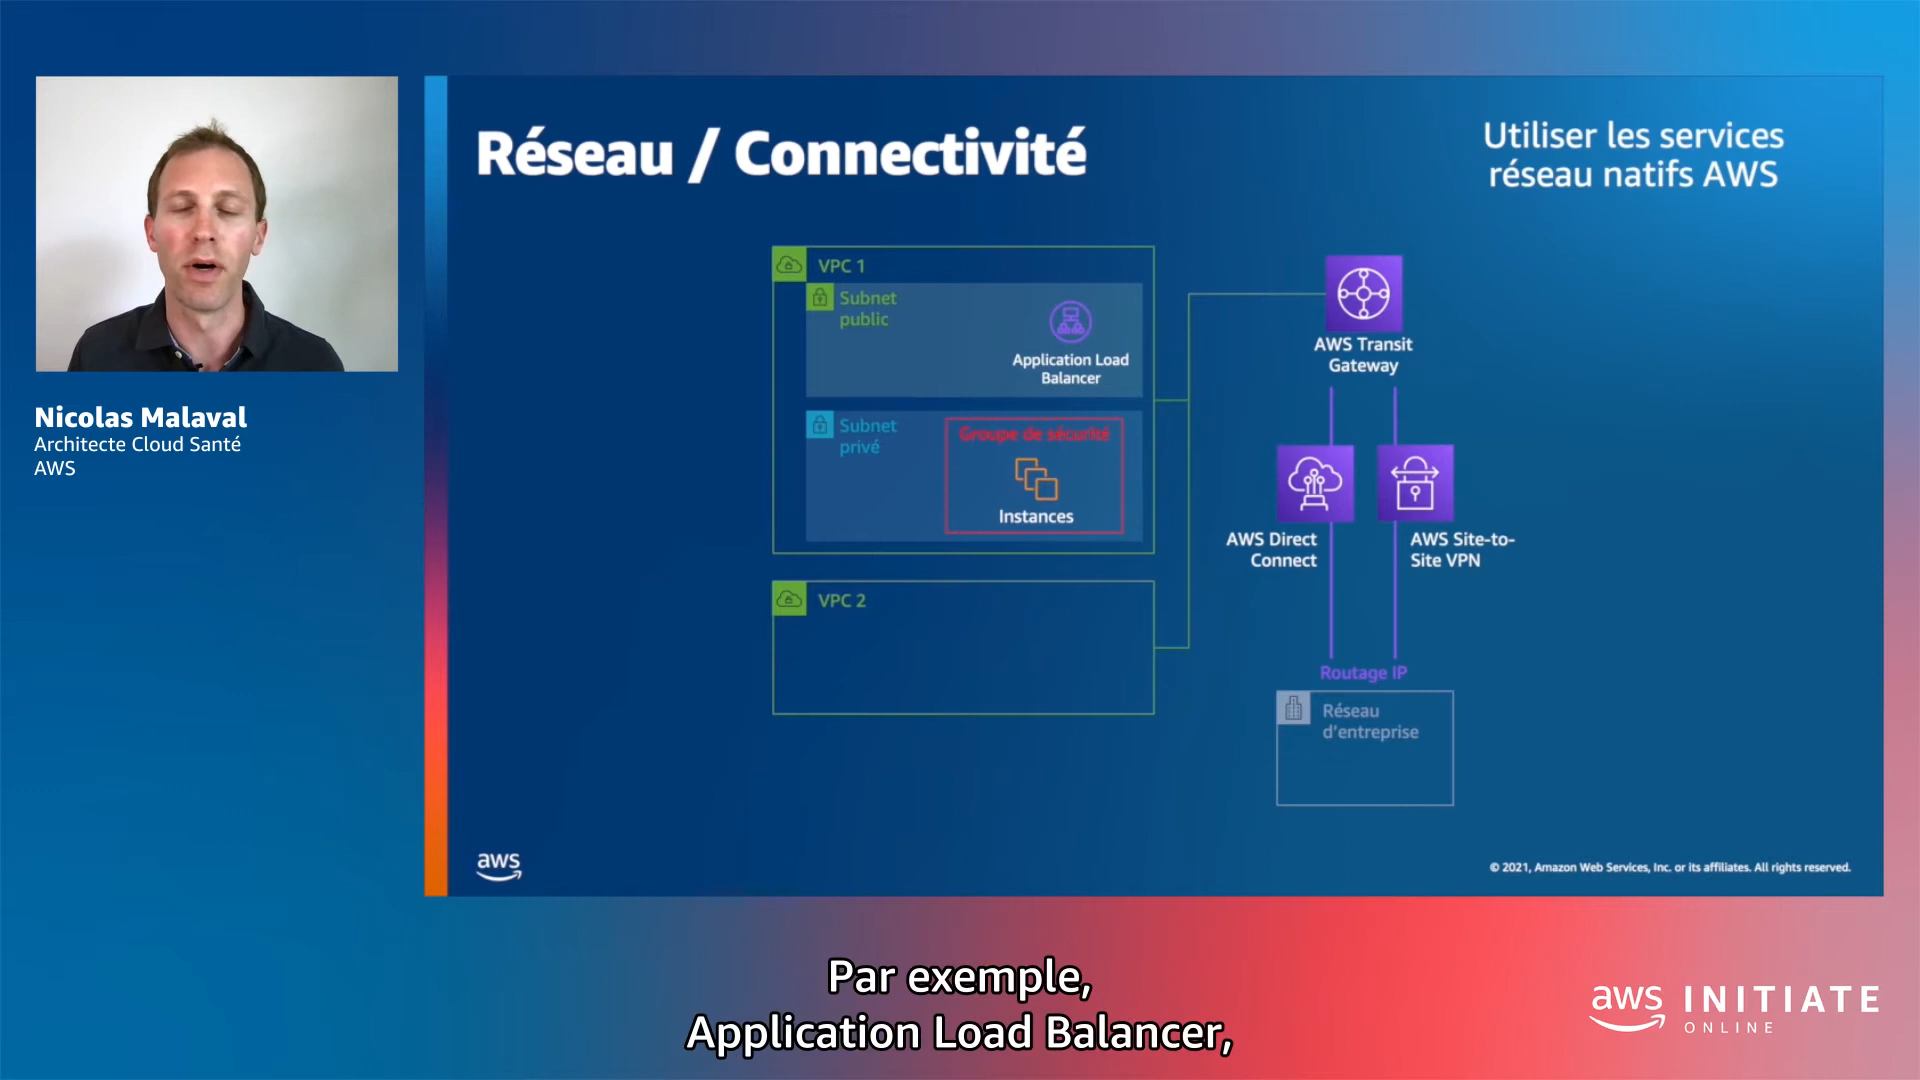 Nicolas Malaval
Architecte Cloud Santé
AWS
Réseau / Connectivité
Utiliser les services
réseau natifs AWS
VPC 1
Subnet
public
Application Load
Balancer
Subnet
privé
Groupe de sécurité
Instances
VPC 2
AWS Transit
Gateway
AWS Direct
Connect
AWS Site-to-
Site VPN
Routage IP
Réseau
d'entreprise
aws
© 2021, Amazon Web Services, Inc. or its affiliates. All rights reserved.
Par exemple,
Application Load Balancer,
aws INITIATE
ONLINE